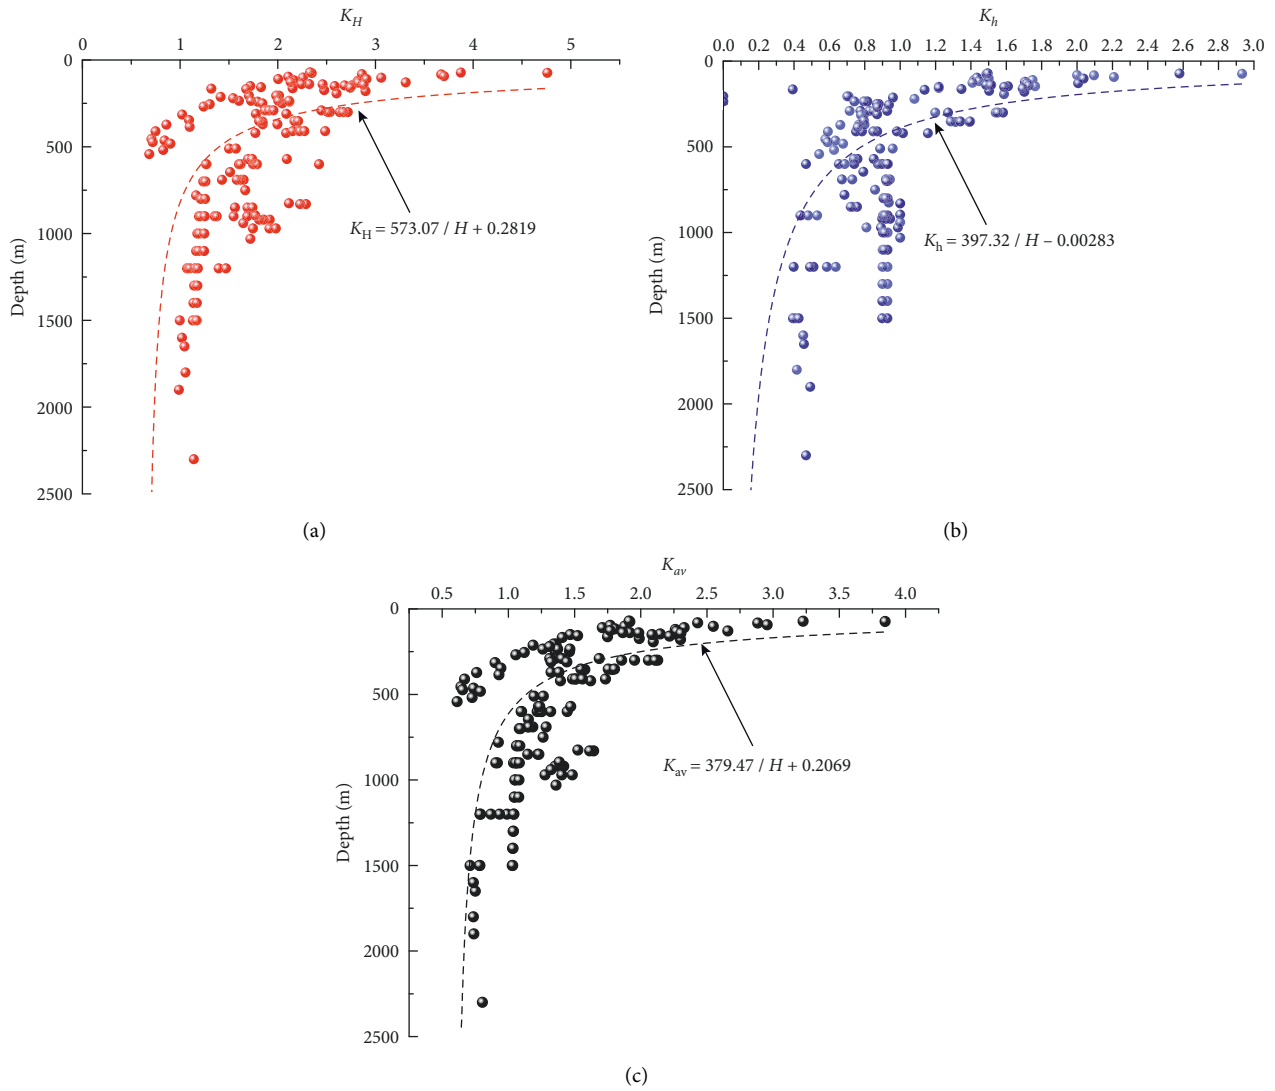 K_H
0 1 2 3 4 5
0
500
1000
1500
2000
2500
Depth (m)
K_H = 573.07 / H + 0.2819
(a)
K_h
0.0 0.2 0.4 0.6 0.8 1.0 1.2 1.4 1.6 1.8 2.0 2.2 2.4 2.6 2.8 3.0
0
500
1000
1500
2000
2500
Depth (m)
K_h = 397.32 / H – 0.00283
(b)
K_av
0.5 1.0 1.5 2.0 2.5 3.0 3.5 4.0
0
500
1000
1500
2000
2500
Depth (m)
K_av = 379.47 / H + 0.2069
(c)